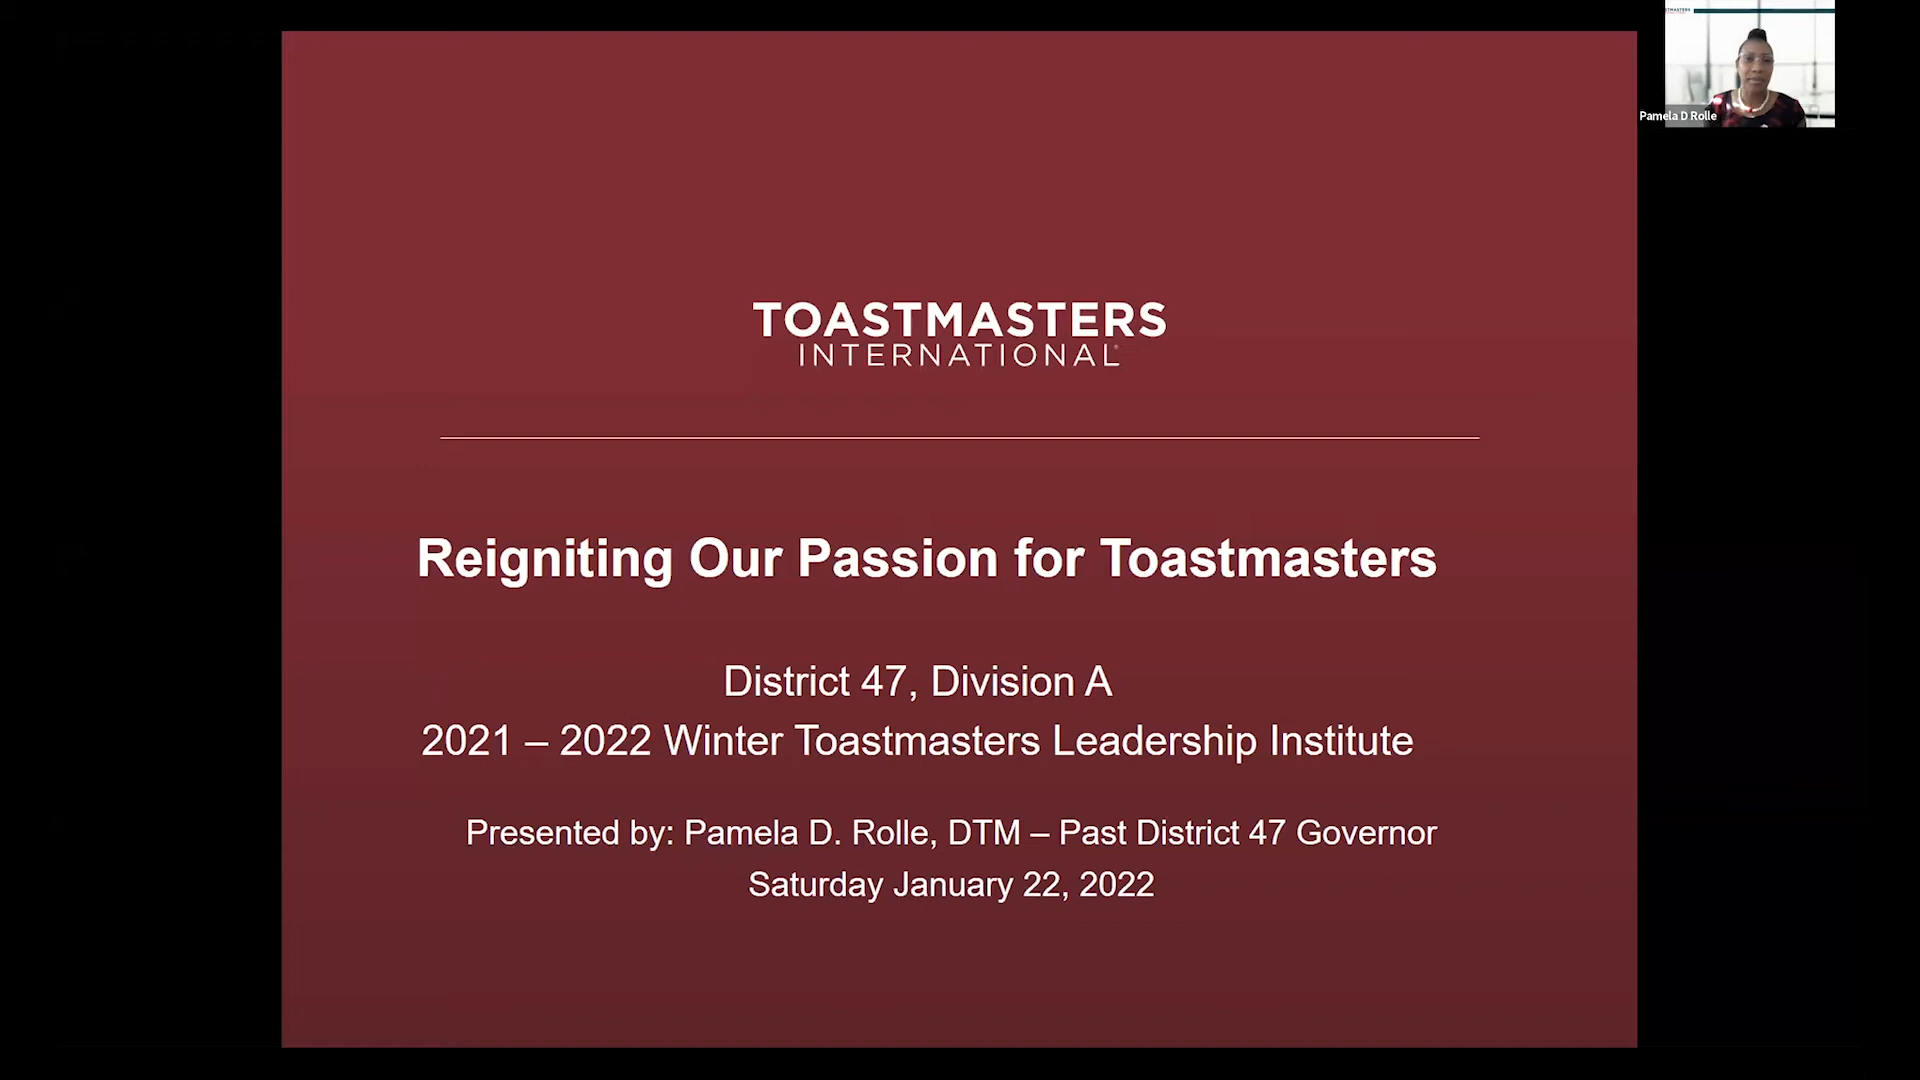 TOASTMASTERS
Pamela D Rolle
TOASTMASTERS
INTERNATIONAL
Reigniting Our Passion for Toastmasters
District 47, Division A
2021 – 2022 Winter Toastmasters Leadership Institute
Presented by: Pamela D. Rolle, DTM – Past District 47 Governor
Saturday January 22, 2022